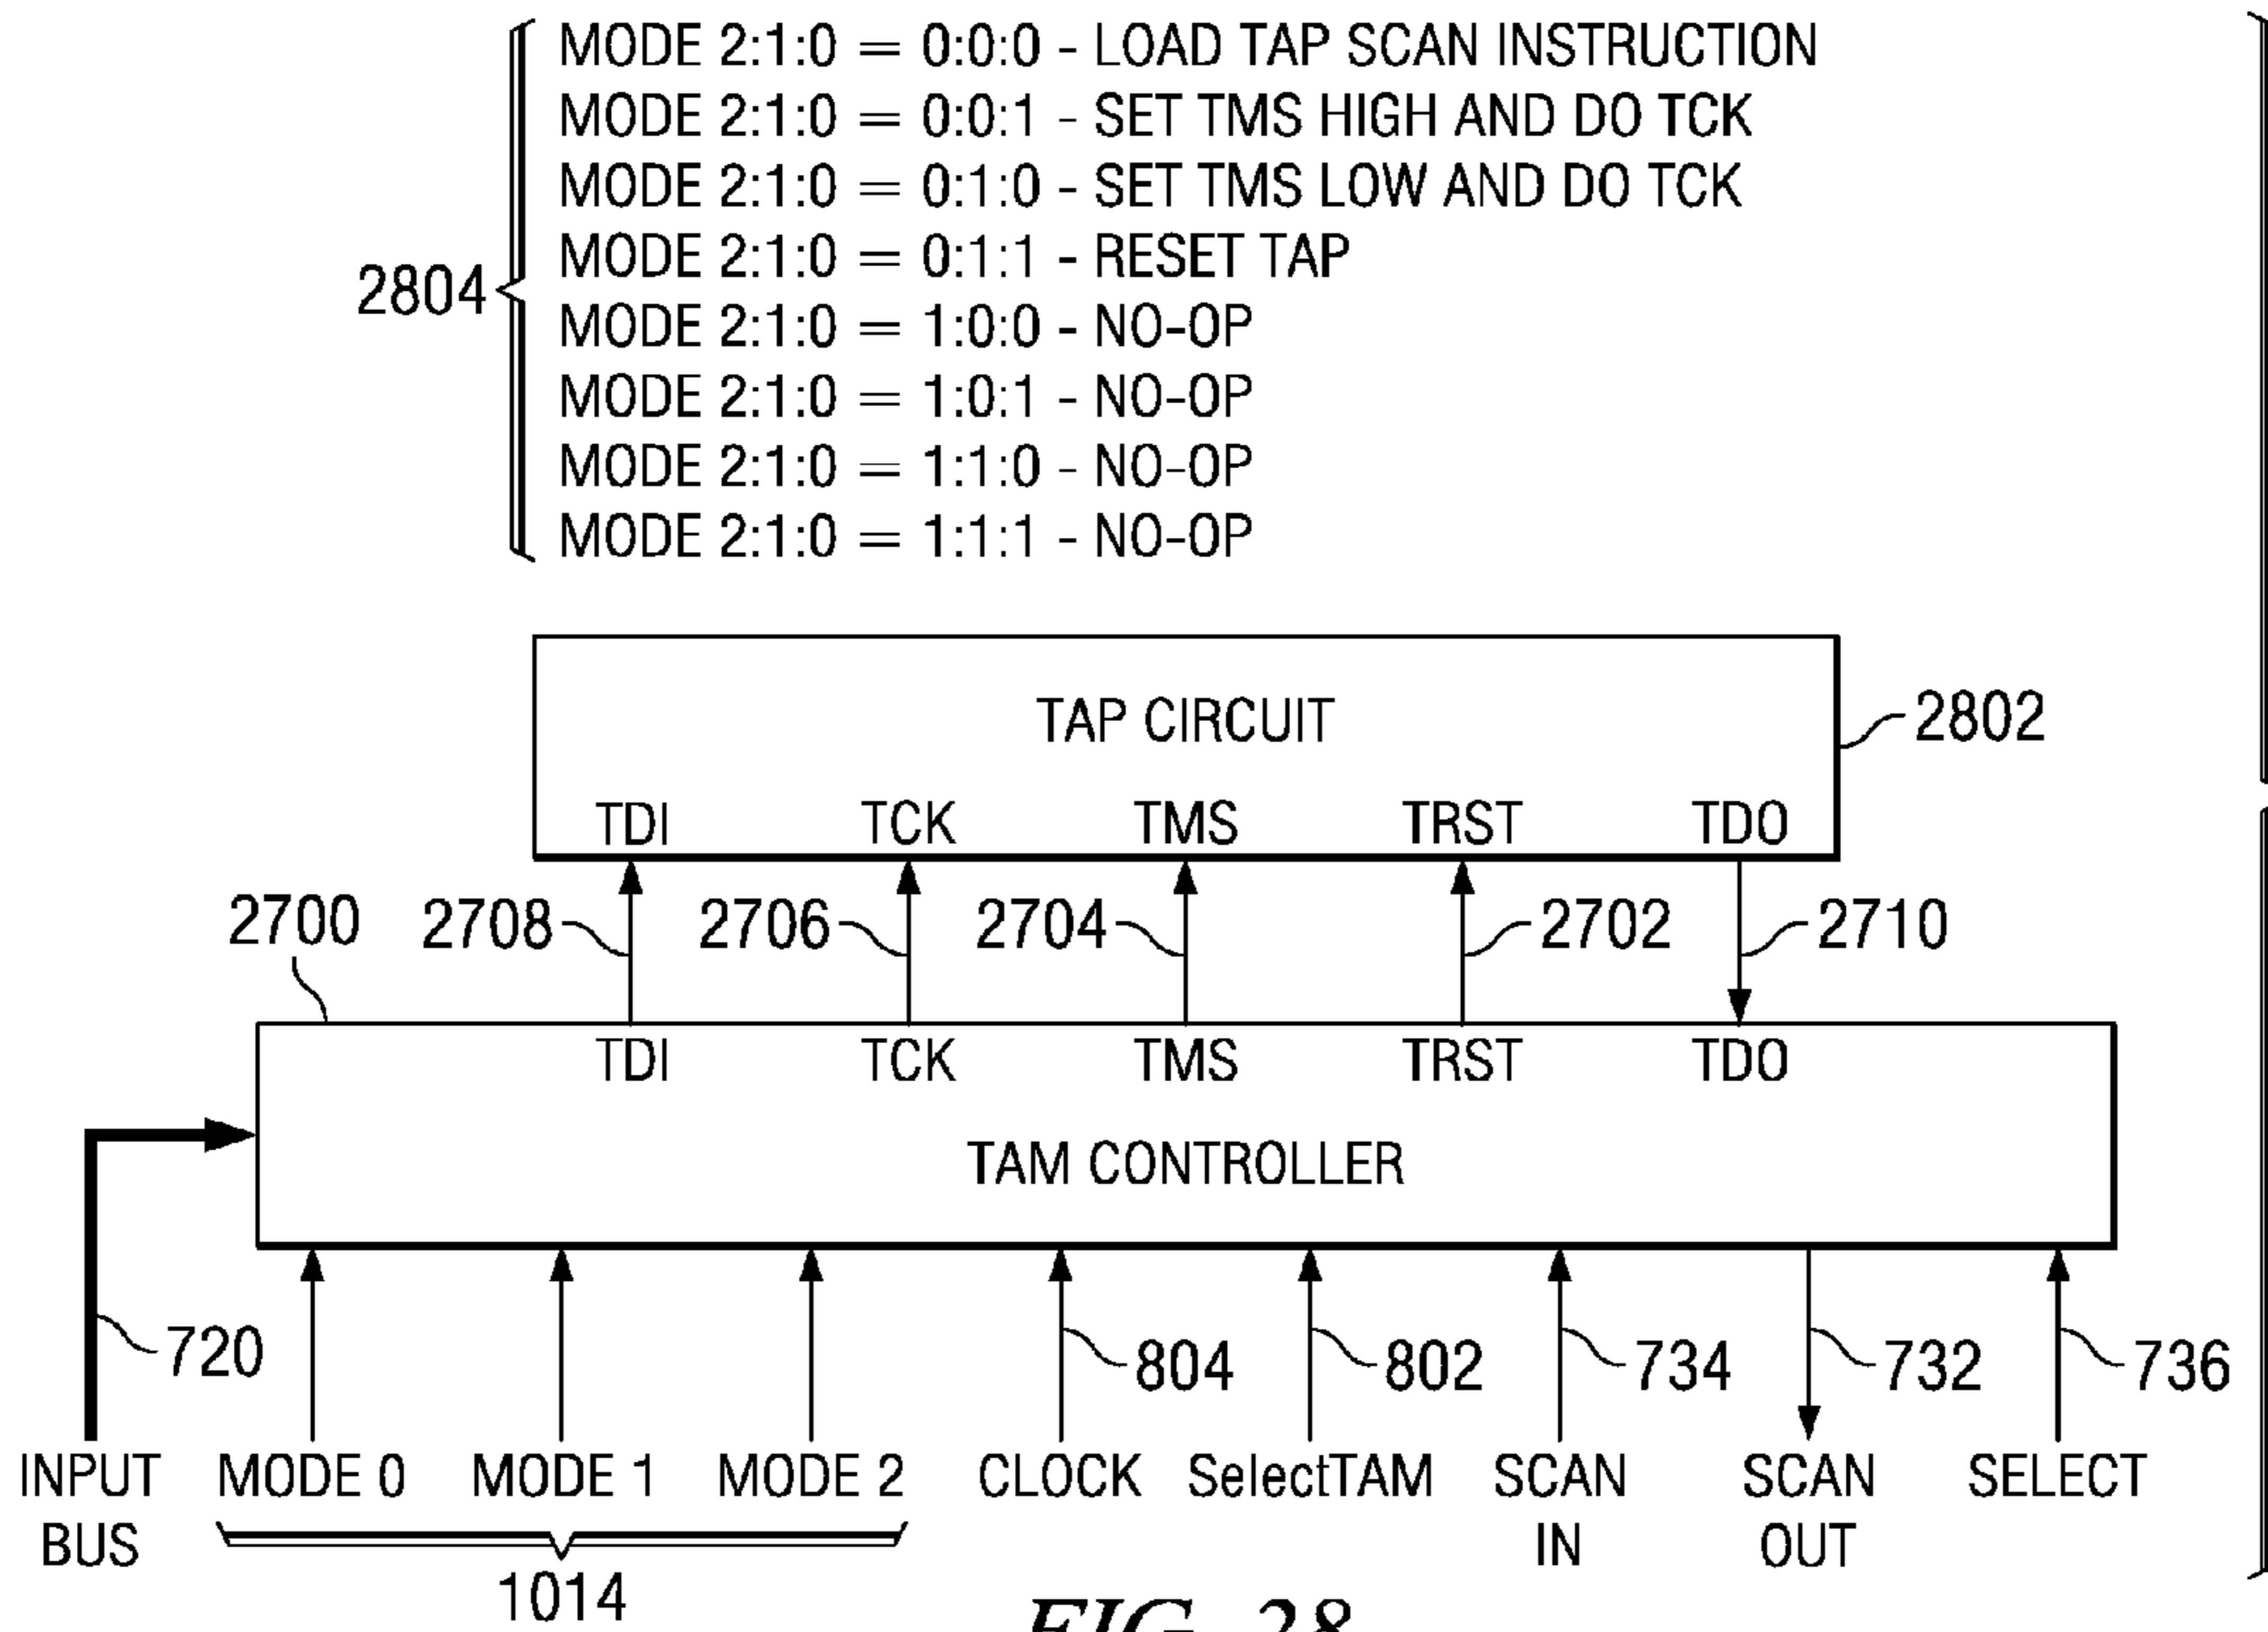 MODE 2:1:0 = 0:0:0 - LOAD TAP SCAN INSTRUCTION
MODE 2:1:0 = 0:0:1 - SET TMS HIGH AND DO TCK
MODE 2:1:0 = 0:1:0 - SET TMS LOW AND DO TCK
MODE 2:1:0 = 0:1:1 - RESET TAP
2804
MODE 2:1:0 = 1:0:0 - NO-OP
MODE 2:1:0 = 1:0:1 - NO-OP
MODE 2:1:0 = 1:1:0 - NO-OP
MODE 2:1:0 = 1:1:1 - NO-OP
TAP CIRCUIT
2802
TDI TCK TMS TRST TDO
2700 2708 2706 2704 2702 2710
TDI TCK TMS TRST TDO
TAM CONTROLLER
720 804 802 734 732 736
INPUT BUS
MODE 0 MODE 1 MODE 2 CLOCK SelectTAM
SCAN IN
SCAN OUT
SELECT
1014
FIG. 28